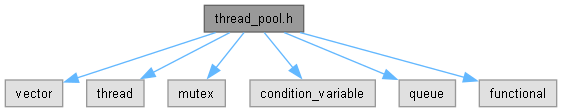 thread_pool.h
vector
thread
mutex
condition_variable
queue
functional